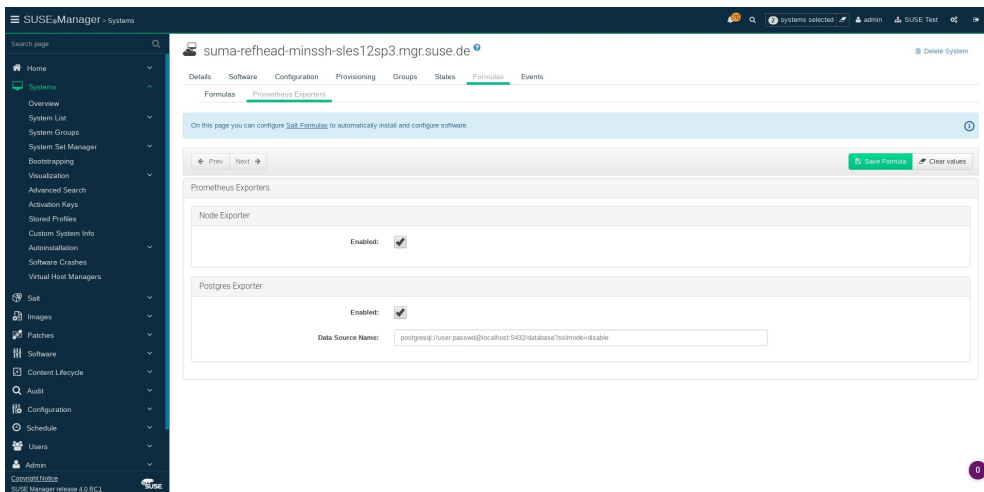 SUSE Manager > Systems
70
2 systems selected
admin
SUSE Test
Search page
Home
Systems
Overview
System List
System Groups
System Set Manager
Bootstrapping
Visualization
Advanced Search
Activation Keys
Stored Profiles
Custom System Info
Autoinstallation
Software Crashes
Virtual Host Managers
Salt
Images
Patches
Software
Content Lifecycle
Audit
Configuration
Schedule
Users
Admin
Copyright Notice
SUSE Manager release 4.0 RC1
SUSE
suma-refhead-minssh-sles12sp3.mgr.suse.de ?
Delete System
Details Software Configuration Provisioning Groups States Formulas Events
Formulas Prometheus Exporters
On this page you can configure Salt Formulas to automatically install and configure software.
Prev Next
Save Formula Clear values
Prometheus Exporters
Node Exporter
Enabled:
Postgres Exporter
Enabled:
Data Source Name: postgresql://user:passwd@localhost:5432/database?sslmode=disable
0